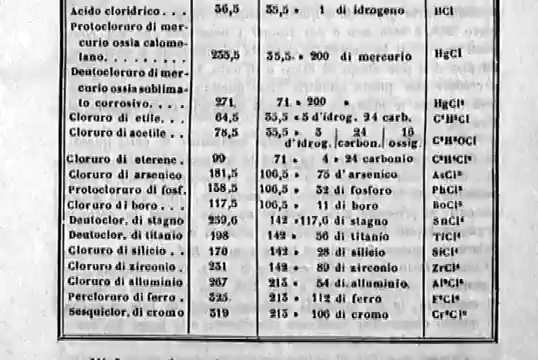 Acido cloridrico . . . 36,5 35,5 » 1 di idrogeno HCl
Protocloruro di mer-
curio ossia calome-
lano. . . . . . . . . 235,5 35,5. » 200 di mercurio HgCl
Deutocloruro di mer-
curio ossia sublima-
to corrosivo. . . . 271, 71 » 200 » HgCl²
Cloruro di etile. . . 64,5 35,5 » 5 d'idrog. 24 carb. C⁴H⁵Cl
Cloruro di acetile . . 78,5 35,5 » 3 | 24 | 16
d'idrog. |carbon.| ossig. C⁴H³OCl
Cloruro di eterene . 99 71 » 4 » 24 carbonio C⁴H⁴Cl²
Cloruro di arsenico 181,5 106,5 » 75 d'arsenico AsCl³
Protocloruro di fosf. 138,5 106,5 » 32 di fosforo PhCl³
Cloruro di boro . . . 117,5 106,5 » 11 di boro BoCl³
Deutoclor. di stagno 259,6 142 » 117,6 di stagno SnCl⁴
Deutoclor. di titanio 198 142 » 56 di titanio TiCl⁴
Cloruro di silicio . . 170 142 » 28 di silicio SiCl⁴
Cloruro di zirconio . 231 142 » 89 di zirconio ZrCl⁴
Cloruro di alluminio 267 213 » 54 di alluminio. Al²Cl⁶
Percloruro di ferro . 325 213 » 112 di ferro F²Cl⁶
Sesquiclor. di cromo 319 213 » 106 di cromo Cr²Cl⁶